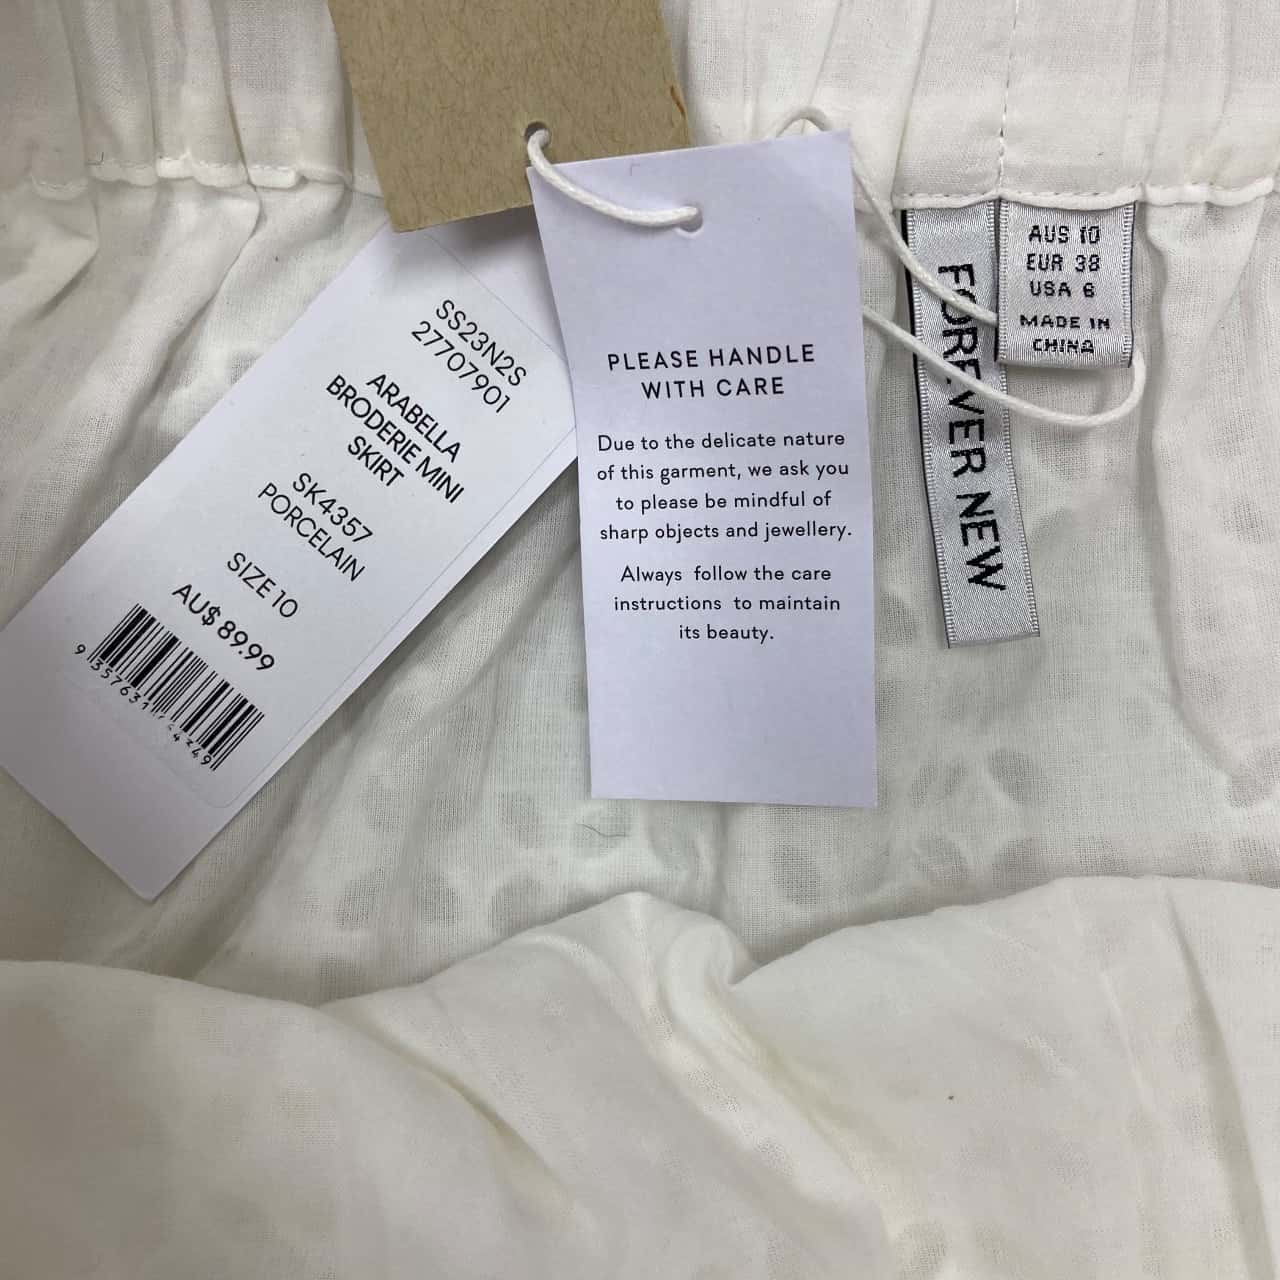 SS23N2S
27707901
ARABELLA
BRODERIE MINI
SKIRT
SK4357
PORCELAIN
SIZE 10
AU$ 89.99
PLEASE HANDLE
WITH CARE
Due to the delicate nature
of this garment, we ask you
to please be mindful of
sharp objects and jewellery.
Always follow the care
instructions to maintain
its beauty.
FOREVER NEW
AUS 10
EUR 38
USA 6
MADE IN
CHINA